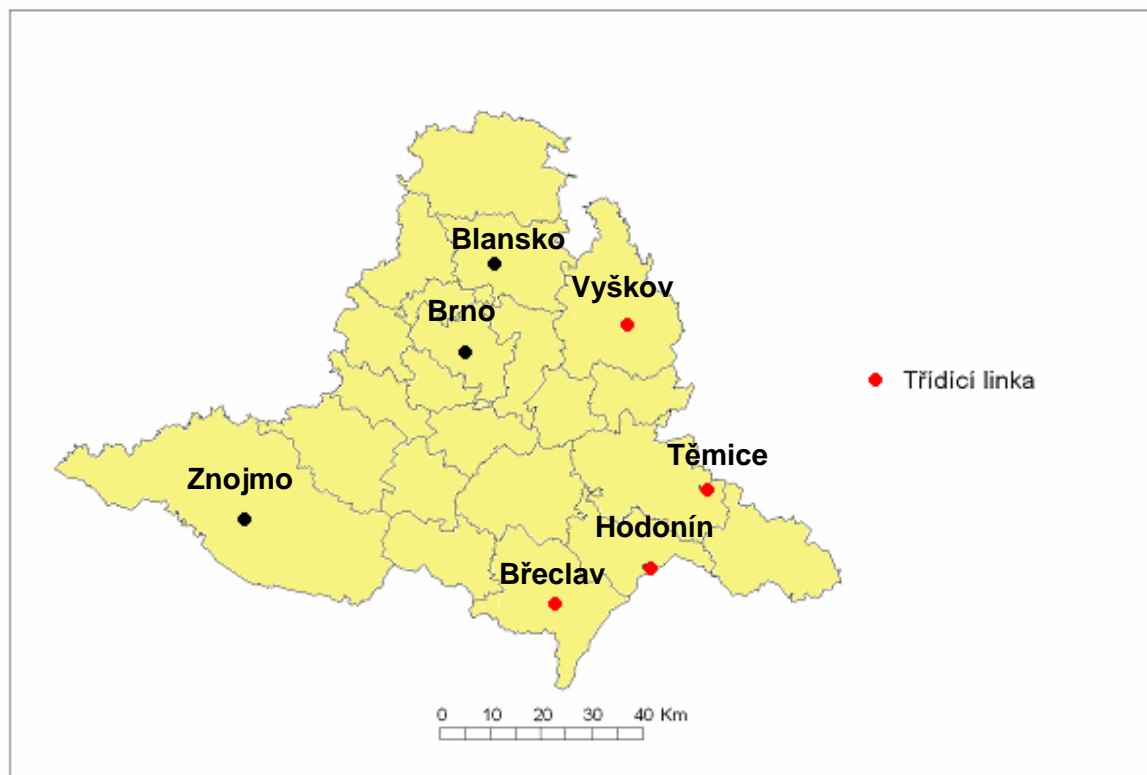 Blansko
Vyškov
Brno
Třídící linka
Těmice
Znojmo
Hodonín
Břeclav
0 10 20 30 40 Km